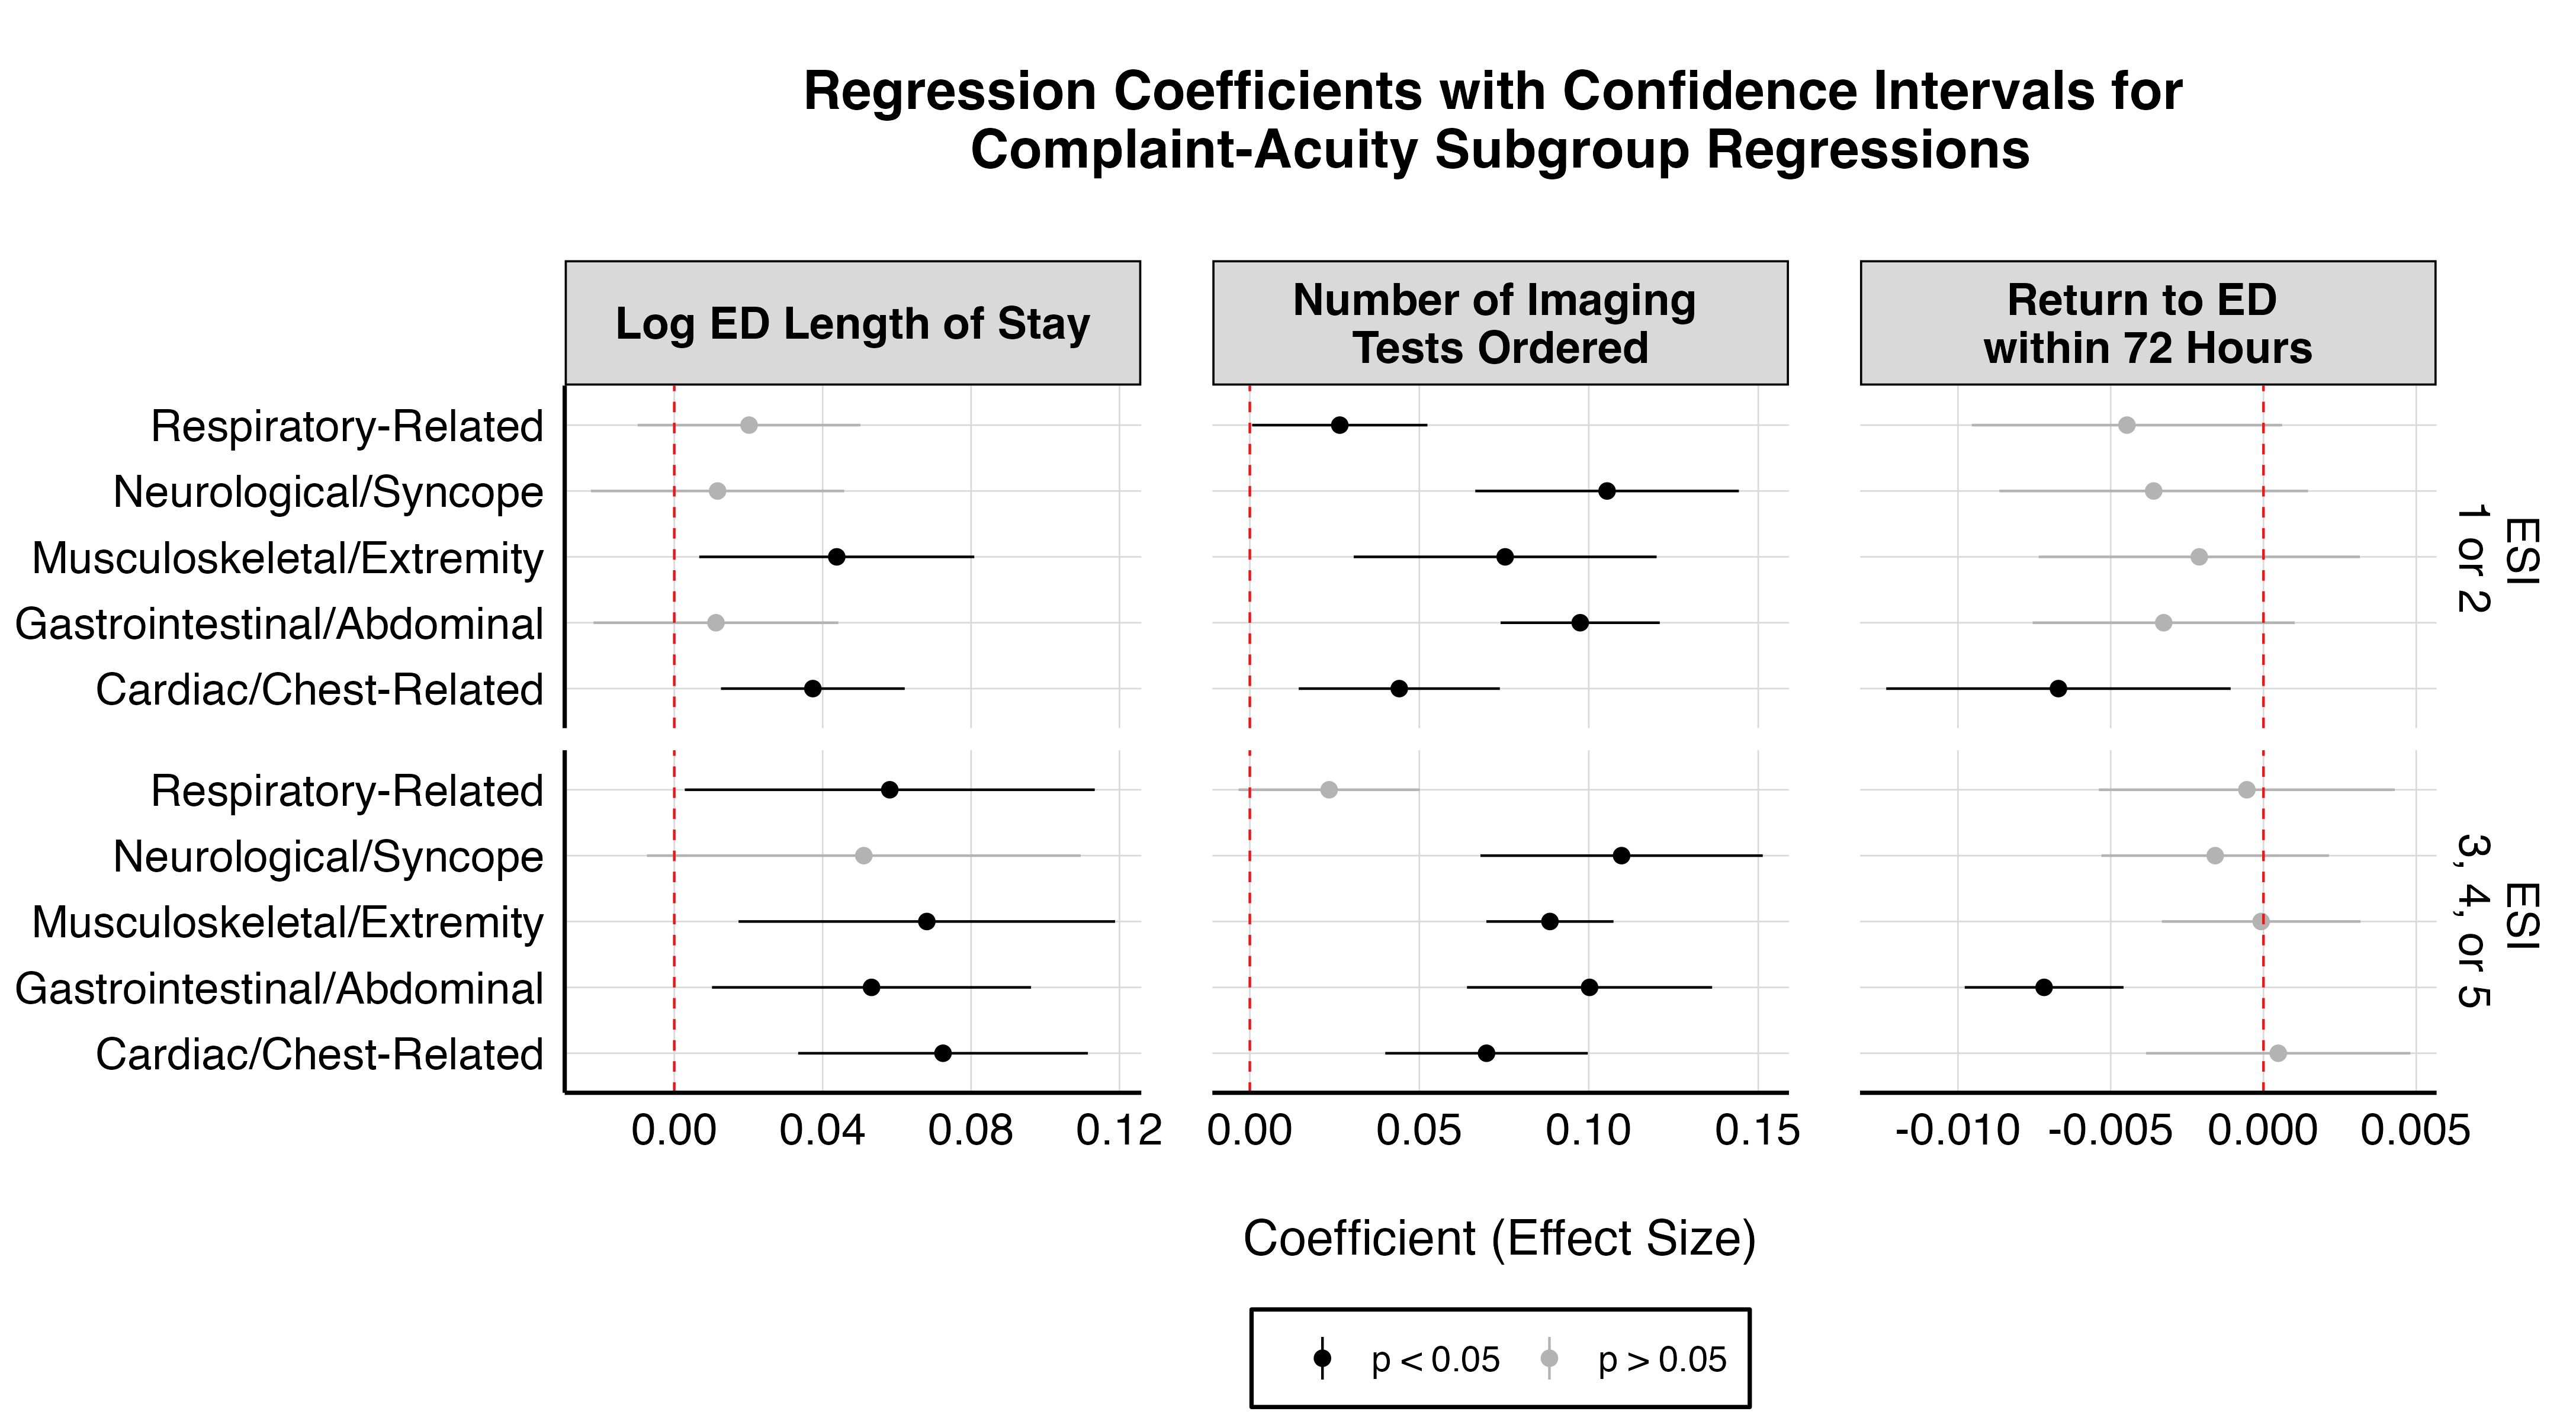 Regression Coefficients with Confidence Intervals for
Complaint-Acuity Subgroup Regressions
Log ED Length of Stay
Number of Imaging
Tests Ordered
Return to ED
within 72 Hours
Respiratory-Related
Neurological/Syncope
Musculoskeletal/Extremity
Gastrointestinal/Abdominal
Cardiac/Chest-Related
ESI
1 or 2
Respiratory-Related
Neurological/Syncope
Musculoskeletal/Extremity
Gastrointestinal/Abdominal
Cardiac/Chest-Related
ESI
3, 4, or 5
0.00 0.04 0.08 0.12
0.00 0.05 0.10 0.15
-0.010 -0.005 0.000 0.005
Coefficient (Effect Size)
p < 0.05 p > 0.05